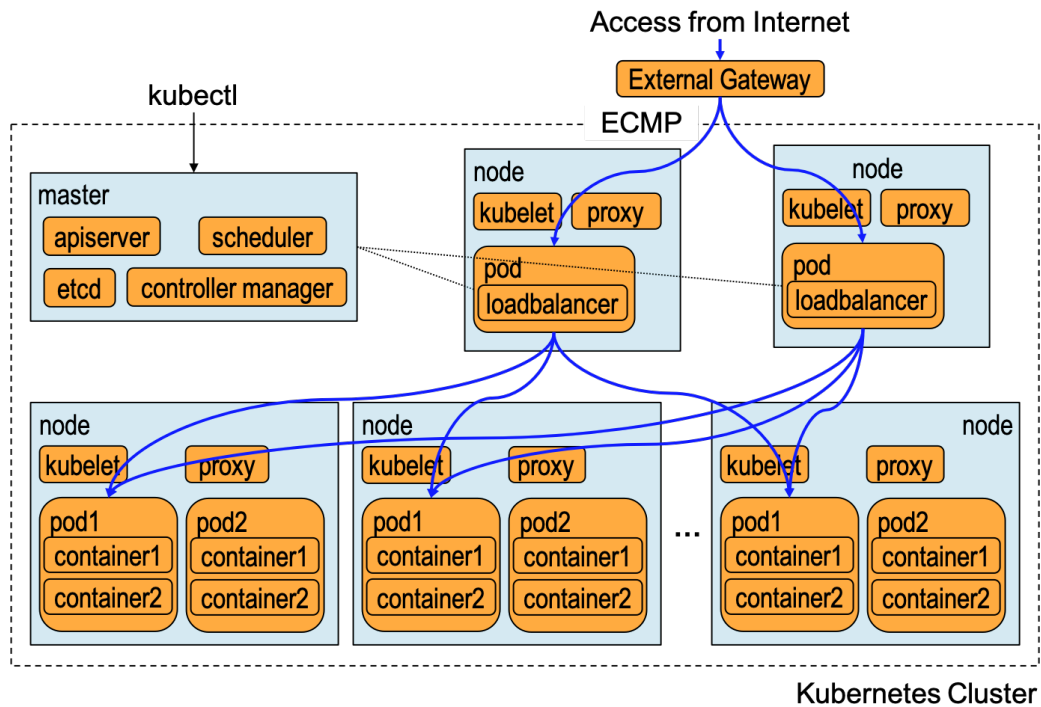 Access from Internet
External Gateway
kubectl
ECMP
master
apiserver
scheduler
etcd
controller manager
node
kubelet
proxy
pod
loadbalancer
node
kubelet
proxy
pod
loadbalancer
node
kubelet
proxy
pod1
container1
container2
pod2
container1
container2
node
kubelet
proxy
pod1
container1
container2
pod2
container1
container2
...
node
kubelet
proxy
pod1
container1
container2
pod2
container1
container2
Kubernetes Cluster